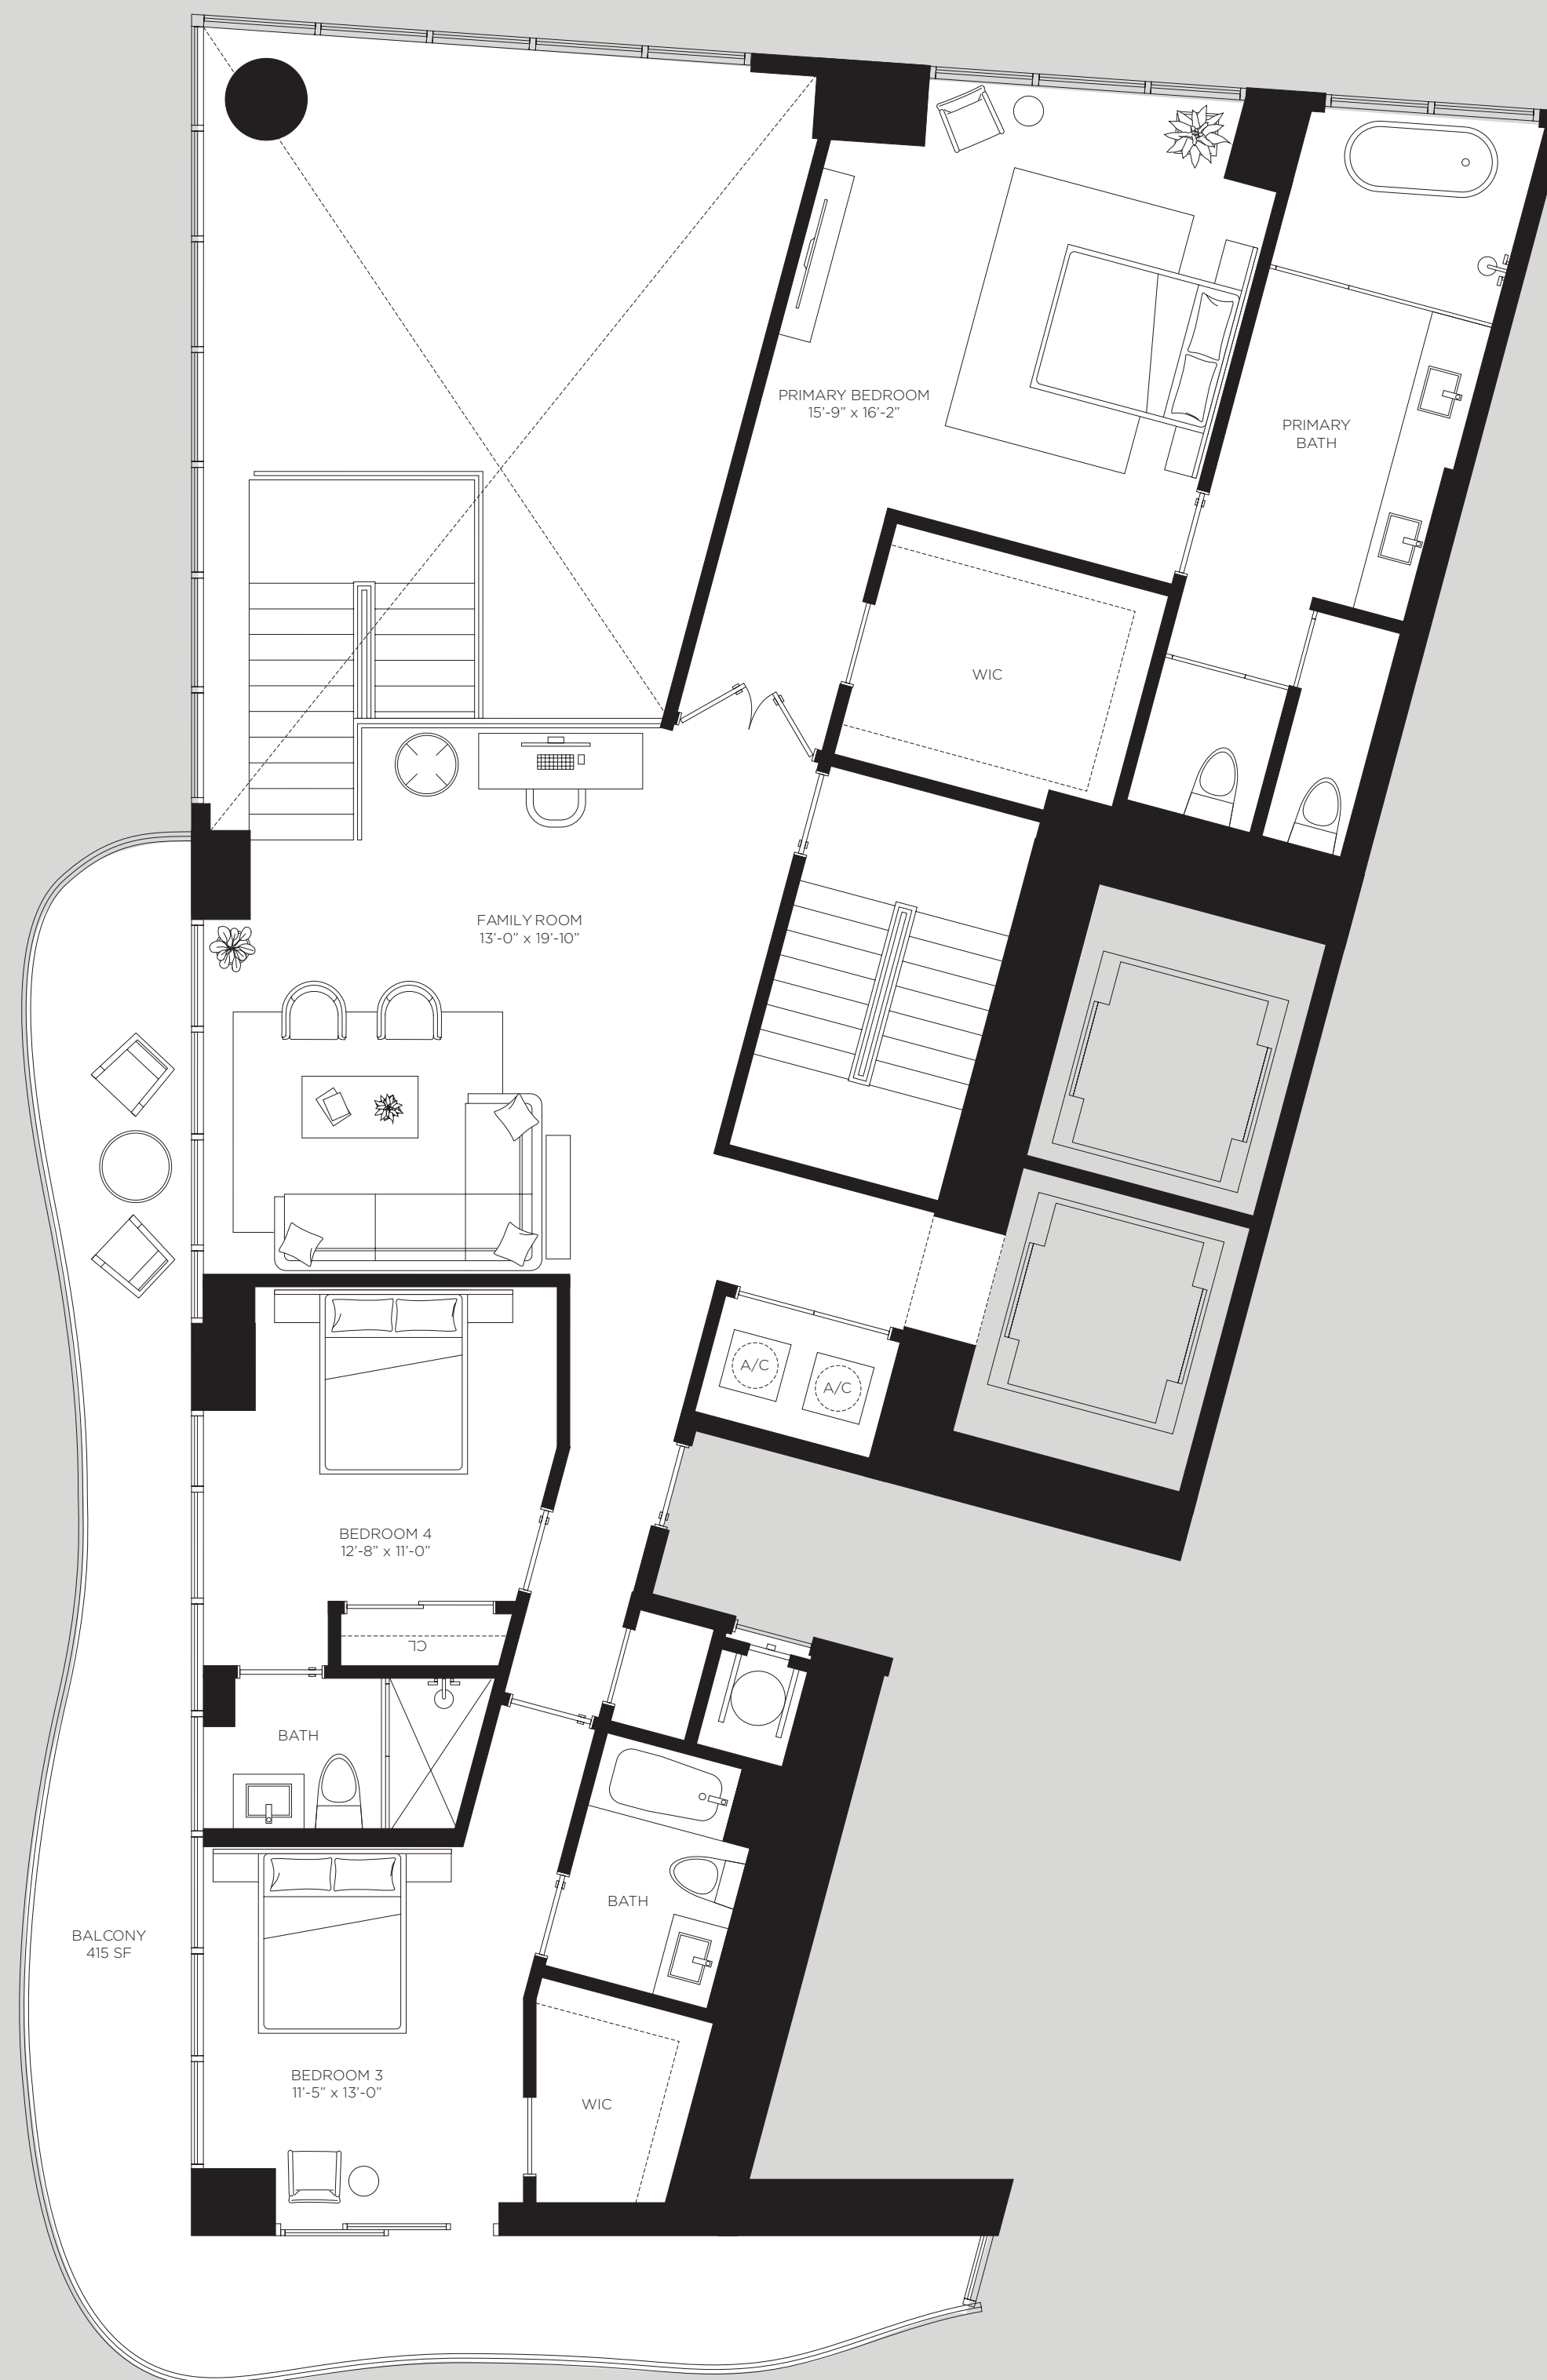 PRIMARY BEDROOM
15’-9” x 16’-2”
PRIMARY
BATH
WIC
FAMILY ROOM
13’-0” x 19’-10”
A/C
A/C
BEDROOM 4
12’-8” x 11’-0”
CL
BATH
BATH
BALCONY
415 SF
BEDROOM 3
11’-5” x 13’-0”
WIC